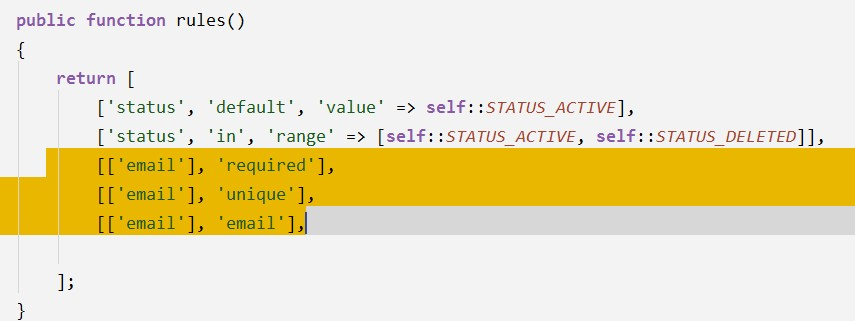 public function rules()
{
    return [
        ['status', 'default', 'value' => self::STATUS_ACTIVE],
        ['status', 'in', 'range' => [self::STATUS_ACTIVE, self::STATUS_DELETED]],
        [['email'], 'required'],
        [['email'], 'unique'],
        [['email'], 'email'],
    ];
}